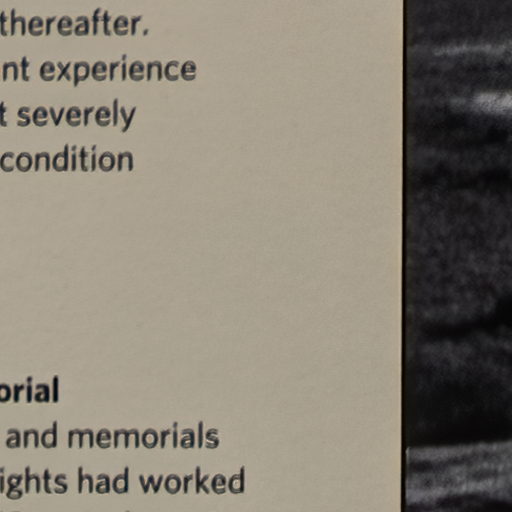 thereafter.
nt experience
t severely
condition
orial
and memorials
ights had worked